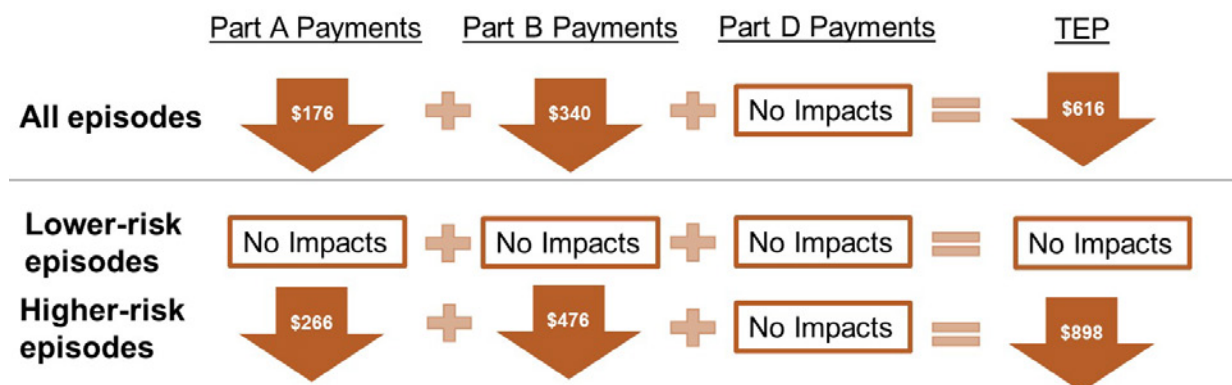 Part A Payments Part B Payments Part D Payments TEP
All episodes $176 + $340 + No Impacts = $616
Lower-risk episodes No Impacts + No Impacts + No Impacts = No Impacts
Higher-risk episodes $266 + $476 + No Impacts = $898